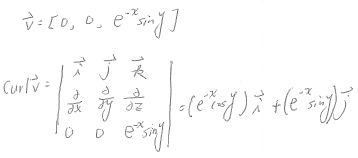 v⃗ = [0, 0, e^{-x} sin y]
curl v⃗ = | i⃗ j⃗ k⃗ |
| ∂/∂x ∂/∂y ∂/∂z | = (e^{-x} cos y) i⃗ + (e^{-x} sin y) j⃗
| 0 0 e^{-x} sin y |